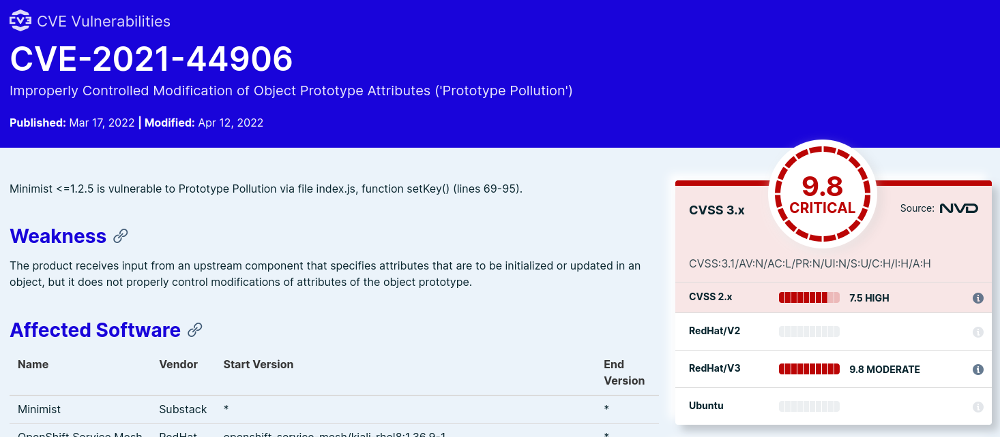 CVE Vulnerabilities
CVE-2021-44906
Improperly Controlled Modification of Object Prototype Attributes ('Prototype Pollution')
Published: Mar 17, 2022 | Modified: Apr 12, 2022
Minimist <=1.2.5 is vulnerable to Prototype Pollution via file index.js, function setKey() (lines 69-95).
Weakness
The product receives input from an upstream component that specifies attributes that are to be initialized or updated in an
object, but it does not properly control modifications of attributes of the object prototype.
Affected Software
Name Vendor Start Version End
Version
Minimist Substack * *
OpenShift Service Mesh RedHat openshift-service-mesh/kiali-rhel8:1.36.9-1 *
9.8
CRITICAL
CVSS 3.x
Source: NVD
CVSS:3.1/AV:N/AC:L/PR:N/UI:N/S:U/C:H/I:H/A:H
CVSS 2.x 7.5 HIGH
RedHat/V2
RedHat/V3 9.8 MODERATE
Ubuntu